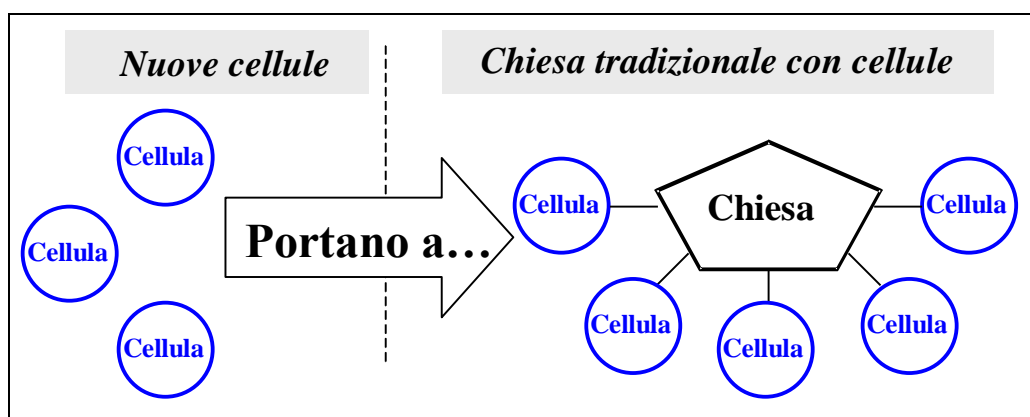 Nuove cellule
Chiesa tradizionale con cellule
Cellula
Cellula
Cellula
Portano a…
Chiesa
Cellula
Cellula
Cellula
Cellula
Cellula